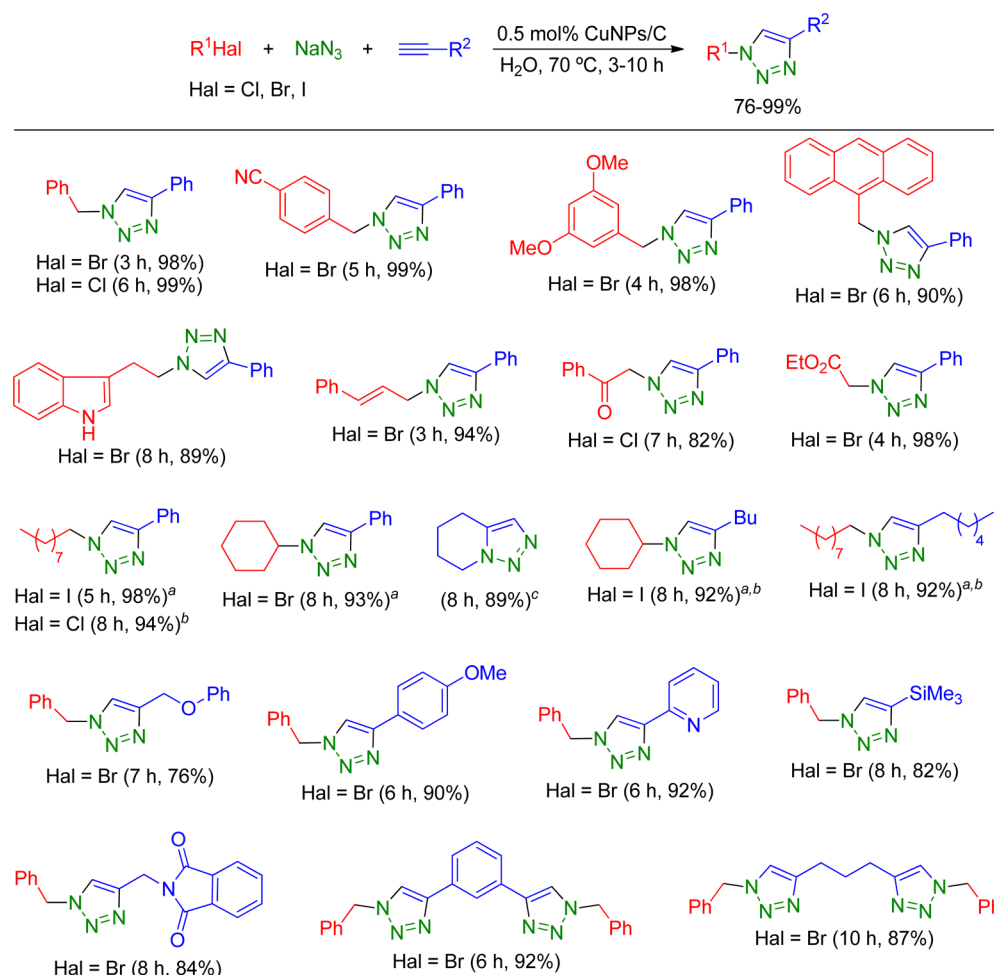 R¹Hal + NaN₃ + R² 0.5 mol% CuNPs/C R¹ N N N R²
Hal = Cl, Br, I H₂O, 70 ºC, 3-10 h
76-99%
Ph N N N Ph
Hal = Br (3 h, 98%)
Hal = Cl (6 h, 99%)
NC N N N Ph
Hal = Br (5 h, 99%)
OMe OMe N N N Ph
Hal = Br (4 h, 98%)
N N N Ph
Hal = Br (6 h, 90%)
N H N N N Ph
Hal = Br (8 h, 89%)
Ph N N N Ph
Hal = Br (3 h, 94%)
Ph O N N N Ph
Hal = Cl (7 h, 82%)
EtO₂C N N N Ph
Hal = Br (4 h, 98%)
( )₇ N N N Ph
Hal = I (5 h, 98%)ᵃ
Hal = Cl (8 h, 94%)ᵇ
N N N Ph
Hal = Br (8 h, 93%)ᵃ
N N N
(8 h, 89%)ᶜ
N N N Bu
Hal = I (8 h, 92%)ᵃ,ᵇ
( )₇ N N N ( )₄
Hal = I (8 h, 92%)ᵃ,ᵇ
Ph N N N O Ph
Hal = Br (7 h, 76%)
Ph N N N OMe
Hal = Br (6 h, 90%)
Ph N N N N
Hal = Br (6 h, 92%)
Ph N N N SiMe₃
Hal = Br (8 h, 82%)
Ph N N N N O O
Hal = Br (8 h, 84%)
Ph N N N N N N Ph
Hal = Br (6 h, 92%)
Ph N N N N N N
Hal = Br (10 h, 87%)